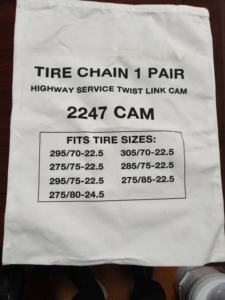 TIRE CHAIN 1 PAIR
HIGHWAY SERVICE TWIST LINK CAM
2247 CAM
FITS TIRE SIZES:
295/70-22.5 305/70-22.5
275/75-22.5 285/75-22.5
295/75-22.5 275/85-22.5
275/80-24.5